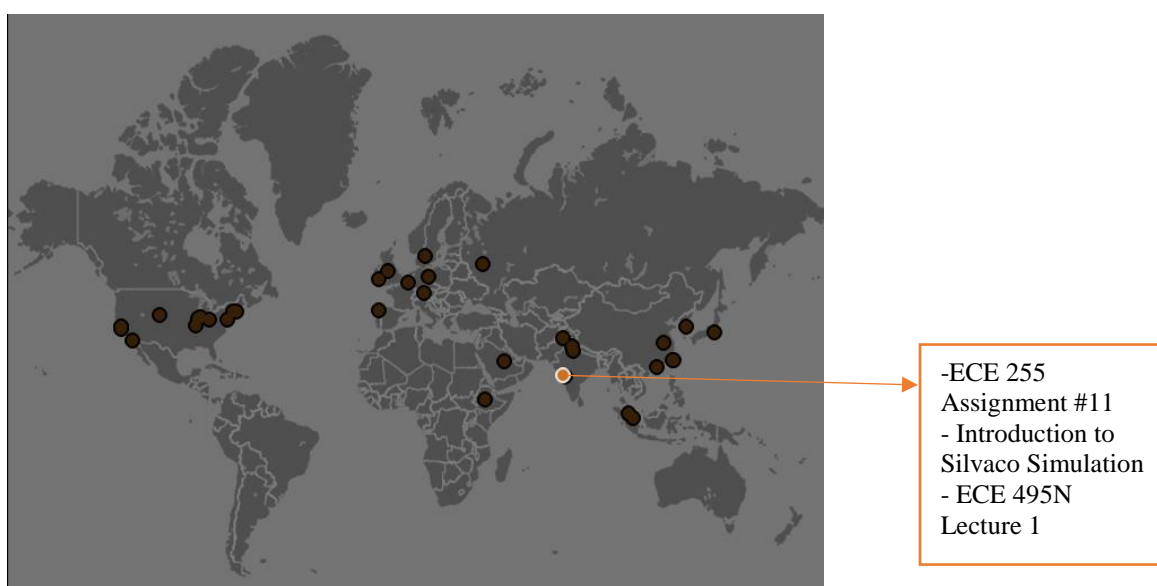 -ECE 255
Assignment #11
- Introduction to
Silvaco Simulation
- ECE 495N
Lecture 1